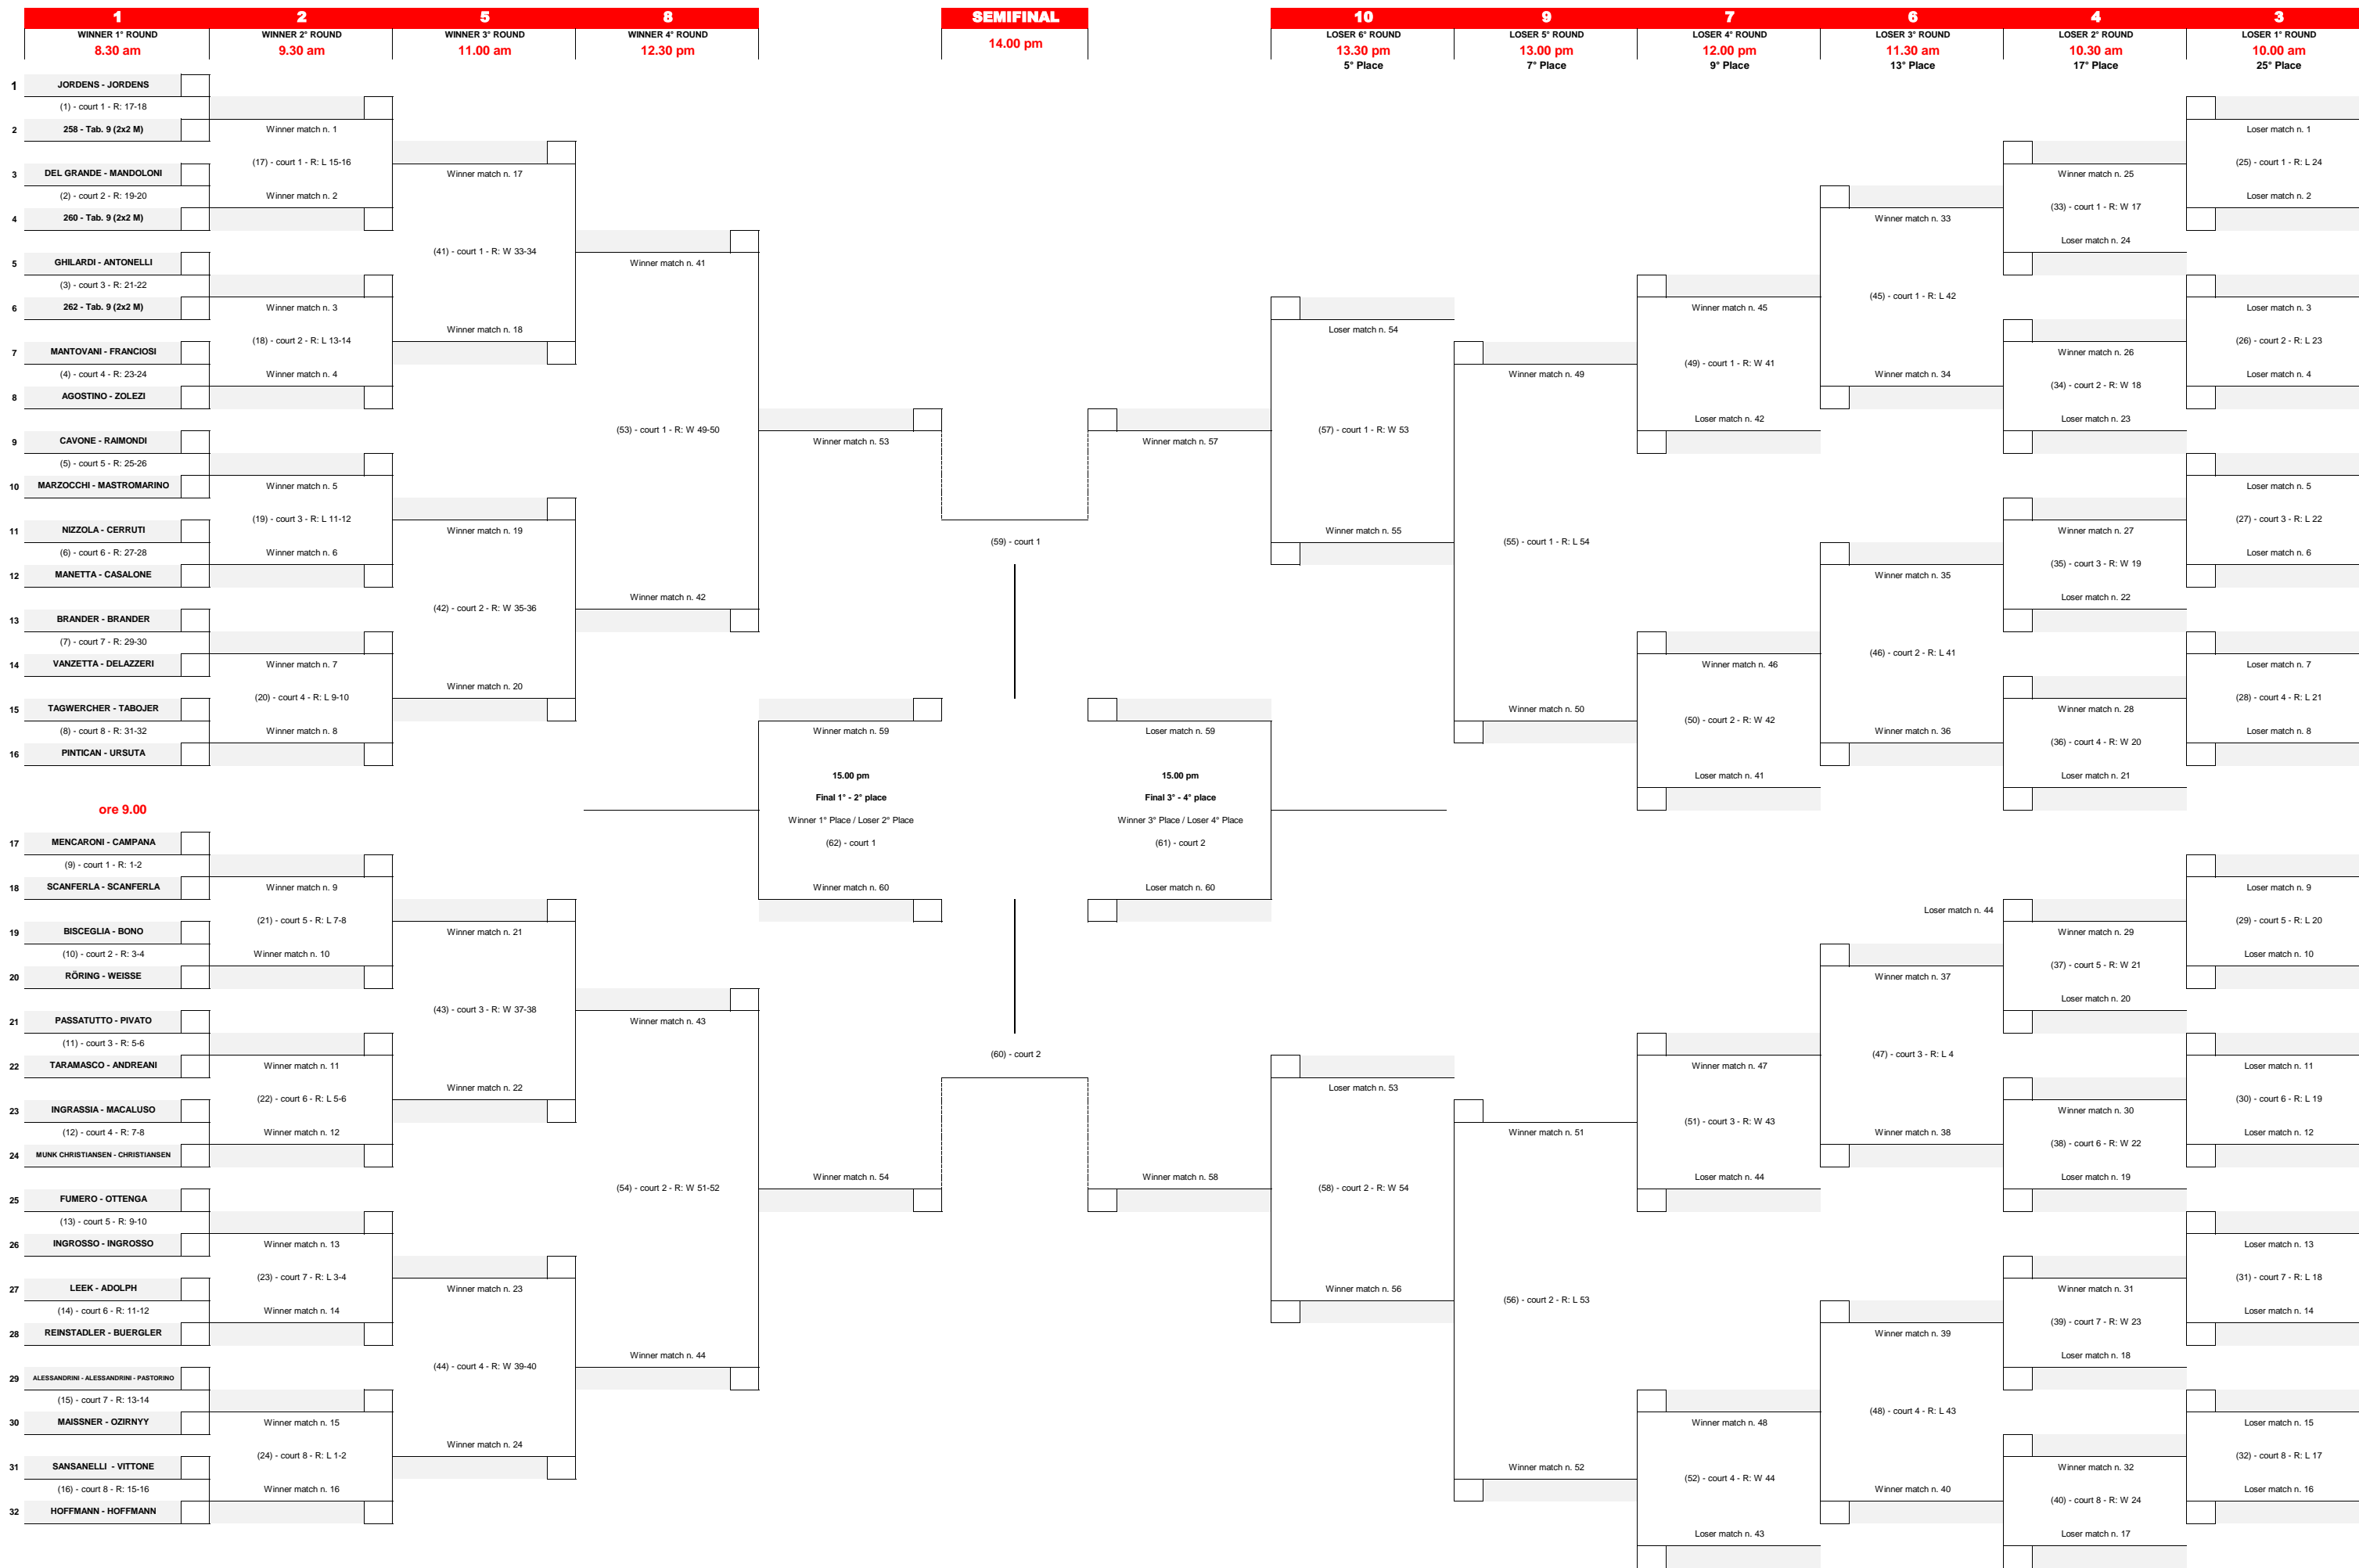 1
2
5
8
SEMIFINAL
10
9
7
6
4
3
WINNER 1° ROUND
WINNER 2° ROUND
WINNER 3° ROUND
WINNER 4° ROUND
LOSER 6° ROUND
LOSER 5° ROUND
LOSER 4° ROUND
LOSER 3° ROUND
LOSER 2° ROUND
LOSER 1° ROUND
8.30 am
9.30 am
11.00 am
12.30 pm
14.00 pm
13.30 pm
13.00 pm
12.00 pm
11.30 am
10.30 am
10.00 am
5° Place
7° Place
9° Place
13° Place
17° Place
25° Place
1 JORDENS - JORDENS
(1) - court 1 - R: 17-18
2 258 - Tab. 9 (2x2 M)
3 DEL GRANDE - MANDOLONI
(2) - court 2 - R: 19-20
4 260 - Tab. 9 (2x2 M)
5 GHILARDI - ANTONELLI
(3) - court 3 - R: 21-22
6 262 - Tab. 9 (2x2 M)
7 MANTOVANI - FRANCIOSI
(4) - court 4 - R: 23-24
8 AGOSTINO - ZOLEZI
9 CAVONE - RAIMONDI
(5) - court 5 - R: 25-26
10 MARZOCCHI - MASTROMARINO
11 NIZZOLA - CERRUTI
(6) - court 6 - R: 27-28
12 MANETTA - CASALONE
13 BRANDER - BRANDER
(7) - court 7 - R: 29-30
14 VANZETTA - DELAZZERI
15 TAGWERCHER - TABOJER
(8) - court 8 - R: 31-32
16 PINTICAN - URSUTA
ore 9.00
17 MENCARONI - CAMPANA
(9) - court 1 - R: 1-2
18 SCANFERLA - SCANFERLA
19 BISCEGLIA - BONO
(10) - court 2 - R: 3-4
20 RÖRING - WEISSE
21 PASSATUTTO - PIVATO
(11) - court 3 - R: 5-6
22 TARAMASCO - ANDREANI
23 INGRASSIA - MACALUSO
(12) - court 4 - R: 7-8
24 MUNK CHRISTIANSEN - CHRISTIANSEN
25 FUMERO - OTTENGA
(13) - court 5 - R: 9-10
26 INGROSSO - INGROSSO
27 LEEK - ADOLPH
(14) - court 6 - R: 11-12
28 REINSTADLER - BUERGLER
29 ALESSANDRINI - ALESSANDRINI - PASTORINO
(15) - court 7 - R: 13-14
30 MAISSNER - OZIRNYY
31 SANSANELLI - VITTONE
(16) - court 8 - R: 15-16
32 HOFFMANN - HOFFMANN
Winner match n. 1
(17) - court 1 - R: L 15-16
Winner match n. 2
Winner match n. 3
(18) - court 2 - R: L 13-14
Winner match n. 4
Winner match n. 5
(19) - court 3 - R: L 11-12
Winner match n. 6
Winner match n. 7
(20) - court 4 - R: L 9-10
Winner match n. 8
Winner match n. 9
(21) - court 5 - R: L 7-8
Winner match n. 10
Winner match n. 11
(22) - court 6 - R: L 5-6
Winner match n. 12
Winner match n. 13
(23) - court 7 - R: L 3-4
Winner match n. 14
Winner match n. 15
(24) - court 8 - R: L 1-2
Winner match n. 16
Winner match n. 17
(41) - court 1 - R: W 33-34
Winner match n. 18
Winner match n. 19
(42) - court 2 - R: W 35-36
Winner match n. 20
Winner match n. 21
(43) - court 3 - R: W 37-38
Winner match n. 22
Winner match n. 23
(44) - court 4 - R: W 39-40
Winner match n. 24
Winner match n. 41
(53) - court 1 - R: W 49-50
Winner match n. 42
Winner match n. 43
(54) - court 2 - R: W 51-52
Winner match n. 44
Winner match n. 53
Winner match n. 59
15.00 pm
Final 1° - 2° place
Winner 1° Place / Loser 2° Place
(62) - court 1
Winner match n. 60
Winner match n. 54
(59) - court 1
(60) - court 2
Winner match n. 57
Loser match n. 59
15.00 pm
Final 3° - 4° place
Winner 3° Place / Loser 4° Place
(61) - court 2
Loser match n. 60
Winner match n. 58
Loser match n. 54
(57) - court 1 - R: W 53
Winner match n. 55
Loser match n. 53
(58) - court 2 - R: W 54
Winner match n. 56
Winner match n. 49
(55) - court 1 - R: L 54
Winner match n. 50
Winner match n. 51
(56) - court 2 - R: L 53
Winner match n. 52
Winner match n. 45
(49) - court 1 - R: W 41
Loser match n. 42
Winner match n. 46
(50) - court 2 - R: W 42
Loser match n. 41
Winner match n. 47
(51) - court 3 - R: W 43
Loser match n. 44
Winner match n. 48
(52) - court 4 - R: W 44
Loser match n. 43
Winner match n. 33
(45) - court 1 - R: L 42
Winner match n. 34
Winner match n. 35
(46) - court 2 - R: L 41
Winner match n. 36
Loser match n. 44
Winner match n. 37
(47) - court 3 - R: L 4
Winner match n. 38
Winner match n. 39
(48) - court 4 - R: L 43
Winner match n. 40
Winner match n. 25
(33) - court 1 - R: W 17
Loser match n. 24
Winner match n. 26
(34) - court 2 - R: W 18
Loser match n. 23
Winner match n. 27
(35) - court 3 - R: W 19
Loser match n. 22
Winner match n. 28
(36) - court 4 - R: W 20
Loser match n. 21
Winner match n. 29
(37) - court 5 - R: W 21
Loser match n. 20
Winner match n. 30
(38) - court 6 - R: W 22
Loser match n. 19
Winner match n. 31
(39) - court 7 - R: W 23
Loser match n. 18
Winner match n. 32
(40) - court 8 - R: W 24
Loser match n. 17
Loser match n. 1
(25) - court 1 - R: L 24
Loser match n. 2
Loser match n. 3
(26) - court 2 - R: L 23
Loser match n. 4
Loser match n. 5
(27) - court 3 - R: L 22
Loser match n. 6
Loser match n. 7
(28) - court 4 - R: L 21
Loser match n. 8
Loser match n. 9
(29) - court 5 - R: L 20
Loser match n. 10
Loser match n. 11
(30) - court 6 - R: L 19
Loser match n. 12
Loser match n. 13
(31) - court 7 - R: L 18
Loser match n. 14
Loser match n. 15
(32) - court 8 - R: L 17
Loser match n. 16